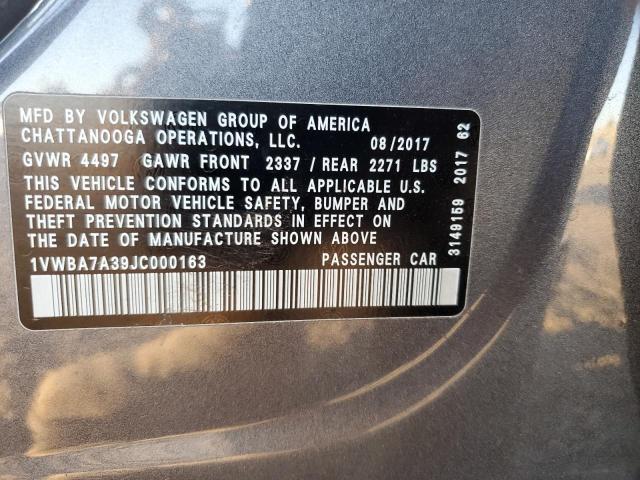 MFD BY VOLKSWAGEN GROUP OF AMERICA
CHATTANOOGA OPERATIONS, LLC. 08/2017
GVWR 4497 GAWR FRONT 2337 / REAR 2271 LBS
THIS VEHICLE CONFORMS TO ALL APPLICABLE U.S.
FEDERAL MOTOR VEHICLE SAFETY, BUMPER AND
THEFT PREVENTION STANDARDS IN EFFECT ON
THE DATE OF MANUFACTURE SHOWN ABOVE
1VWBA7A39JC000163 PASSENGER CAR
3149159 2017 62